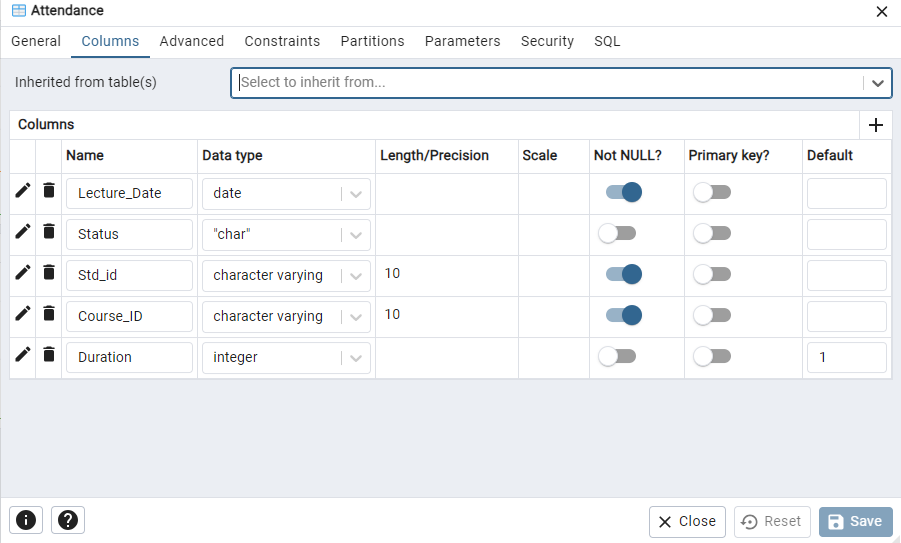 Attendance
General Columns Advanced Constraints Partitions Parameters Security SQL
Inherited from table(s) Select to inherit from...
Columns
Name Data type Length/Precision Scale Not NULL? Primary key? Default
Lecture_Date date
Status "char"
Std_id character varying 10
Course_ID character varying 10
Duration integer 1
Close Reset Save